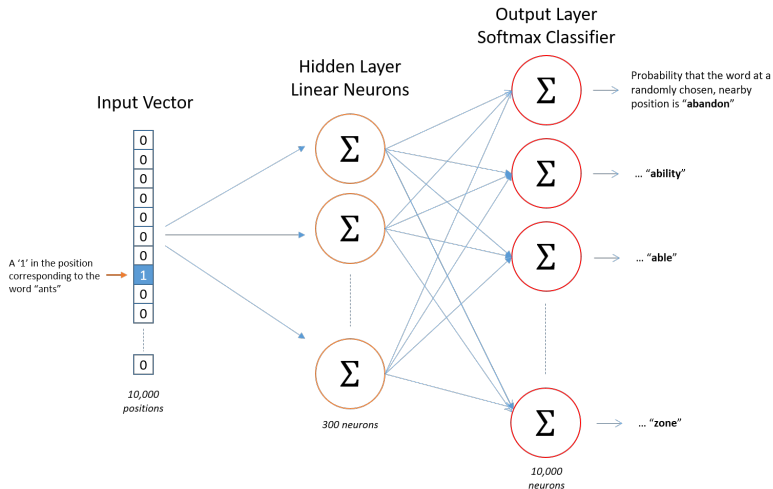 Output Layer
Softmax Classifier
Hidden Layer
Linear Neurons
Input Vector
0
0
0
0
0
0
0
1
0
0
0
A ‘1’ in the position
corresponding to the
word “ants”
10,000
positions
Σ
Σ
Σ
300 neurons
Σ
Σ
Σ
Σ
10,000
neurons
Probability that the word at a
randomly chosen, nearby
position is “abandon”
... “ability”
... “able”
... “zone”